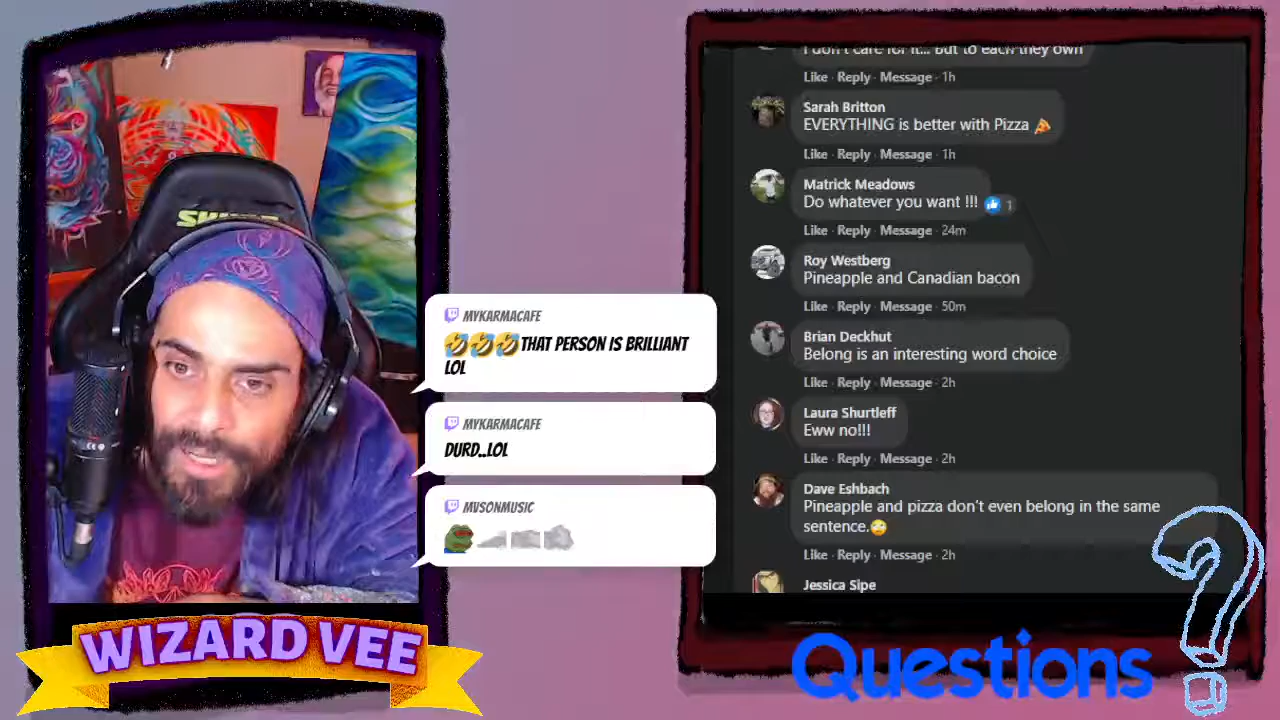 MYKARMACAFE
🤣🤣🤣THAT PERSON IS BRILLIANT
LOL
MYKARMACAFE
DURD..LOL
MVSONMUSIC
WIZARD VEE
I don't care for it... but to each they own
Like · Reply · Message · 1h
Sarah Britton
EVERYTHING is better with Pizza 🍕
Like · Reply · Message · 1h
Matrick Meadows
Do whatever you want !!! 👍 1
Like · Reply · Message · 24m
Roy Westberg
Pineapple and Canadian bacon
Like · Reply · Message · 50m
Brian Deckhut
Belong is an interesting word choice
Like · Reply · Message · 2h
Laura Shurtleff
Eww no!!!
Like · Reply · Message · 2h
Dave Eshbach
Pineapple and pizza don't even belong in the same
sentence.🙄
Like · Reply · Message · 2h
Jessica Sipe
Questions
?